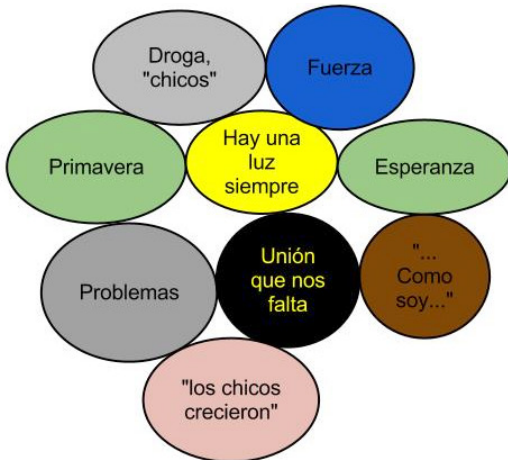 Droga,
"chicos"
Fuerza
Primavera
Hay una
luz
siempre
Esperanza
Problemas
Unión
que nos
falta
"...
Como
soy..."
"los chicos
crecieron"